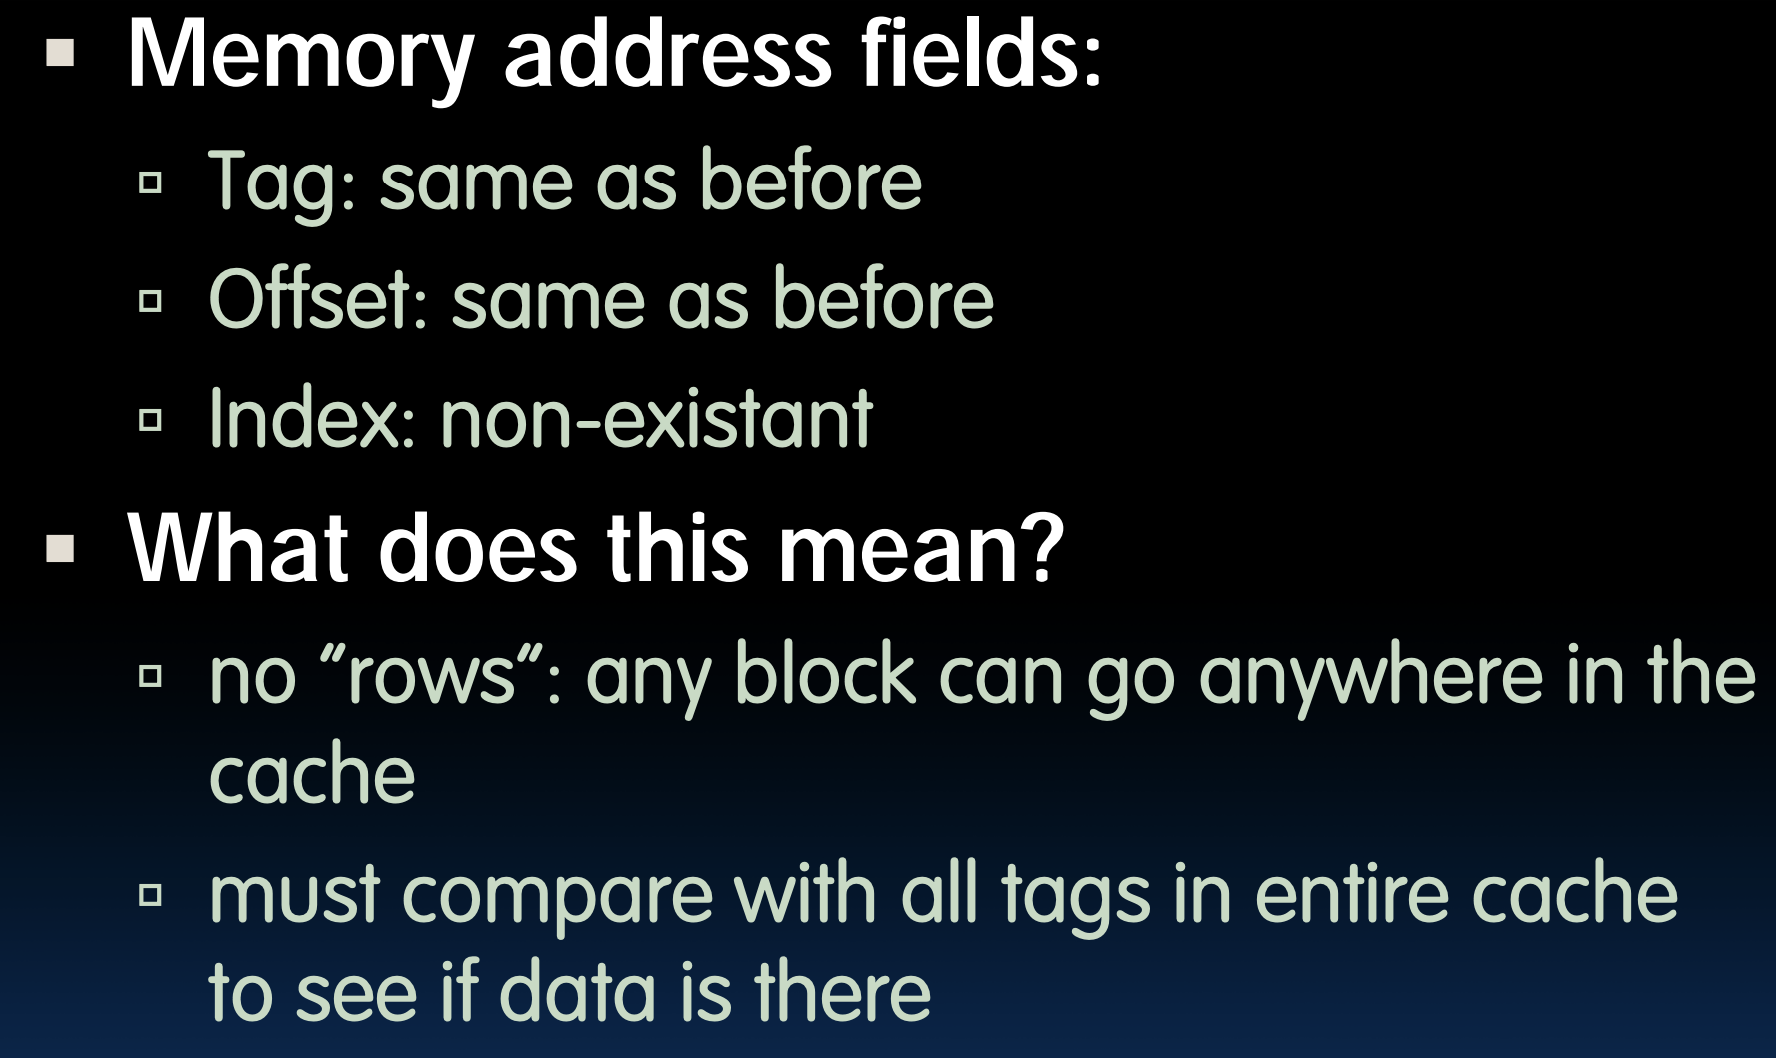 Memory address fields:
Tag: same as before
Offset: same as before
Index: non-existant
What does this mean?
no "rows": any block can go anywhere in the
cache
must compare with all tags in entire cache
to see if data is there